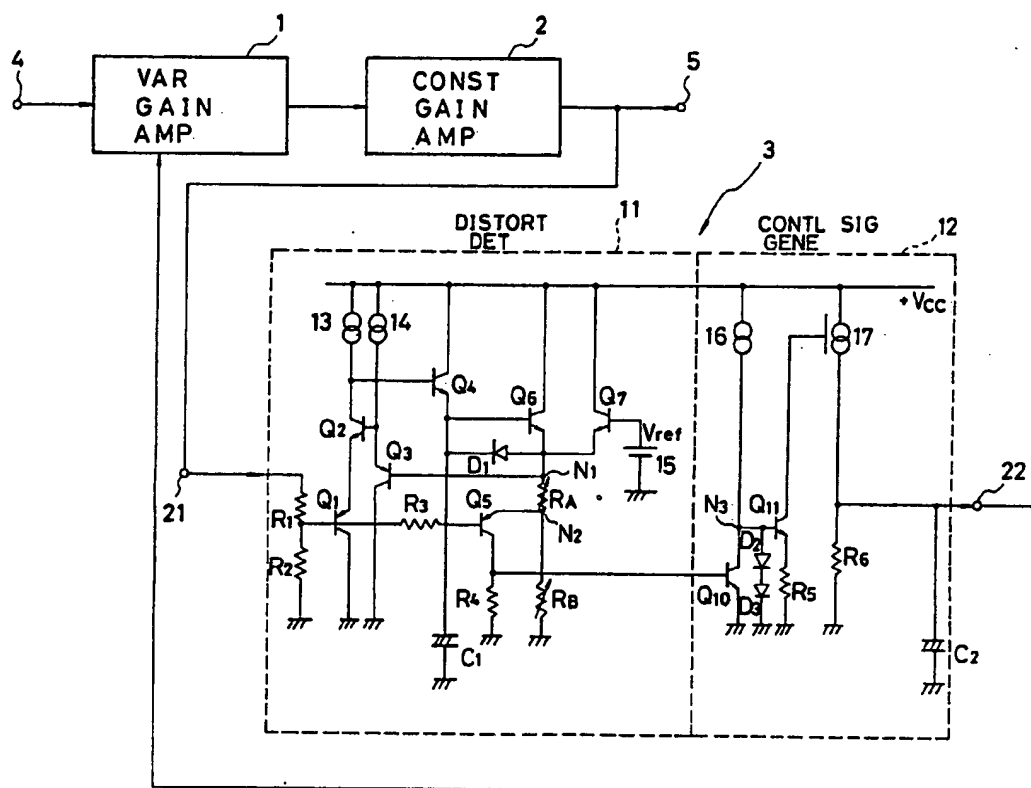 1
2
4
VAR
GAIN
AMP
CONST
GAIN
AMP
5
3
DISTORT
DET
11
CONTL SIG
GENE
12
+Vcc
13
14
16
17
Q4
Q6
Q7
Q2
Vref
15
D1
Q3
N1
22
21
R1
Q1
R3
Q5
RA
N2
N3
Q11
D2
R6
R2
R4
RB
Q10
D3
R5
C1
C2